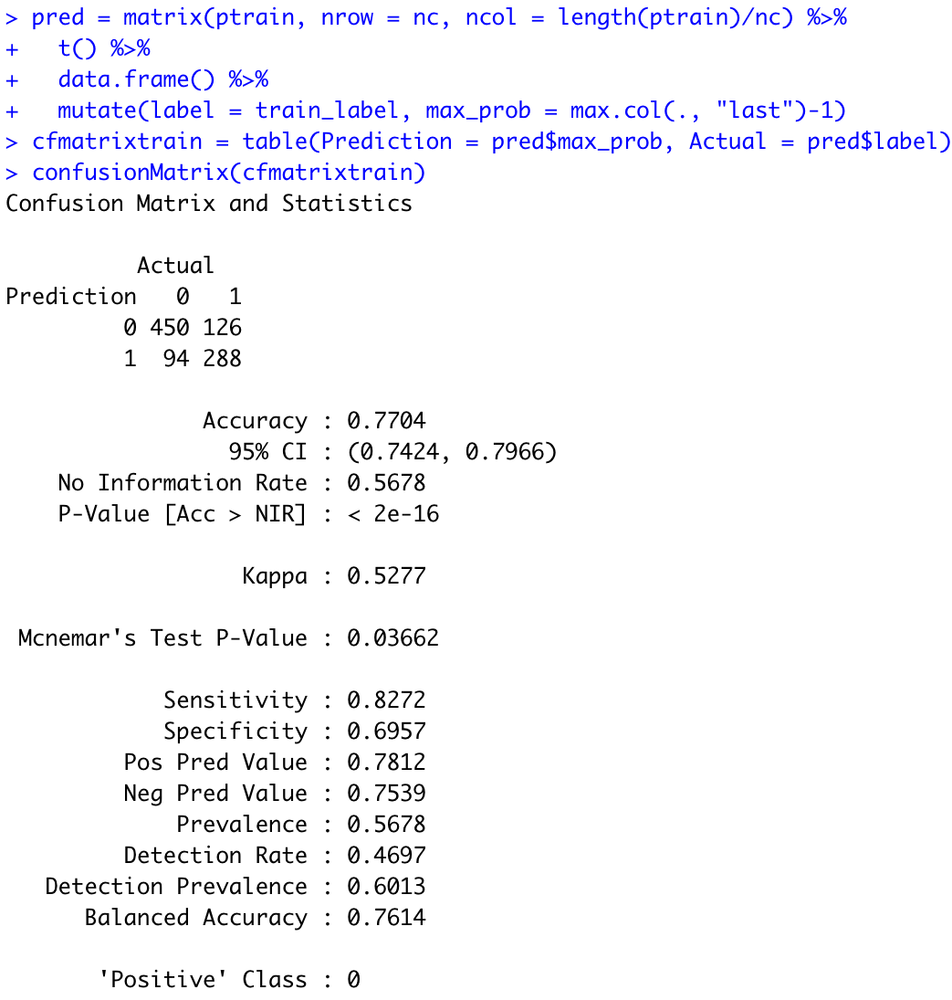 > pred = matrix(ptrain, nrow = nc, ncol = length(ptrain)/nc) %>%
+   t() %>%
+   data.frame() %>%
+   mutate(label = train_label, max_prob = max.col(., "last")-1)
> cfmatrixtrain = table(Prediction = pred$max_prob, Actual = pred$label)
> confusionMatrix(cfmatrixtrain)
Confusion Matrix and Statistics

          Actual
Prediction   0   1
         0 450 126
         1  94 288

               Accuracy : 0.7704
                 95% CI : (0.7424, 0.7966)
    No Information Rate : 0.5678
    P-Value [Acc > NIR] : < 2e-16

                  Kappa : 0.5277

 Mcnemar's Test P-Value : 0.03662

            Sensitivity : 0.8272
            Specificity : 0.6957
         Pos Pred Value : 0.7812
         Neg Pred Value : 0.7539
             Prevalence : 0.5678
         Detection Rate : 0.4697
   Detection Prevalence : 0.6013
      Balanced Accuracy : 0.7614

       'Positive' Class : 0